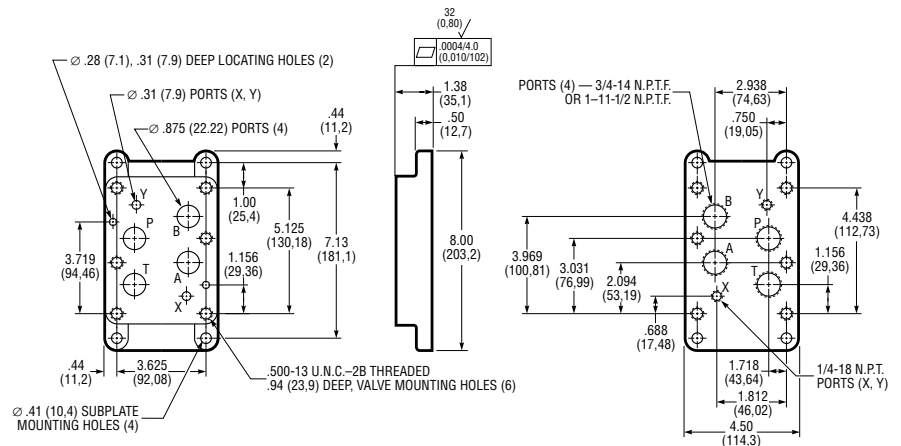 32
(0,80)
.0004/4.0
(0,010/102)
∅ .28 (7.1), .31 (7.9) DEEP LOCATING HOLES (2)
∅ .31 (7.9) PORTS (X, Y)
∅ .875 (22.22) PORTS (4)
.44
(11,2)
1.38
(35,1)
.50
(12,7)
PORTS (4) — 3/4-14 N.P.T.F.
OR 1–11-1/2 N.P.T.F.
2.938
(74,63)
.750
(19,05)
Y
P
B
T
A
X
1.00
(25,4)
5.125
(130,18)
7.13
(181,1)
1.156
(29,36)
3.719
(94,46)
8.00
(203,2)
B
Y
P
A
T
X
3.969
(100,81)
3.031
(76,99)
2.094
(53,19)
.688
(17,48)
4.438
(112,73)
1.156
(29,36)
.44
(11,2)
3.625
(92,08)
.500-13 U.N.C.–2B THREADED
.94 (23,9) DEEP, VALVE MOUNTING HOLES (6)
∅ .41 (10,4) SUBPLATE
MOUNTING HOLES (4)
1.718
(43,64)
1.812
(46,02)
4.50
(114,3)
1/4-18 N.P.T.
PORTS (X, Y)